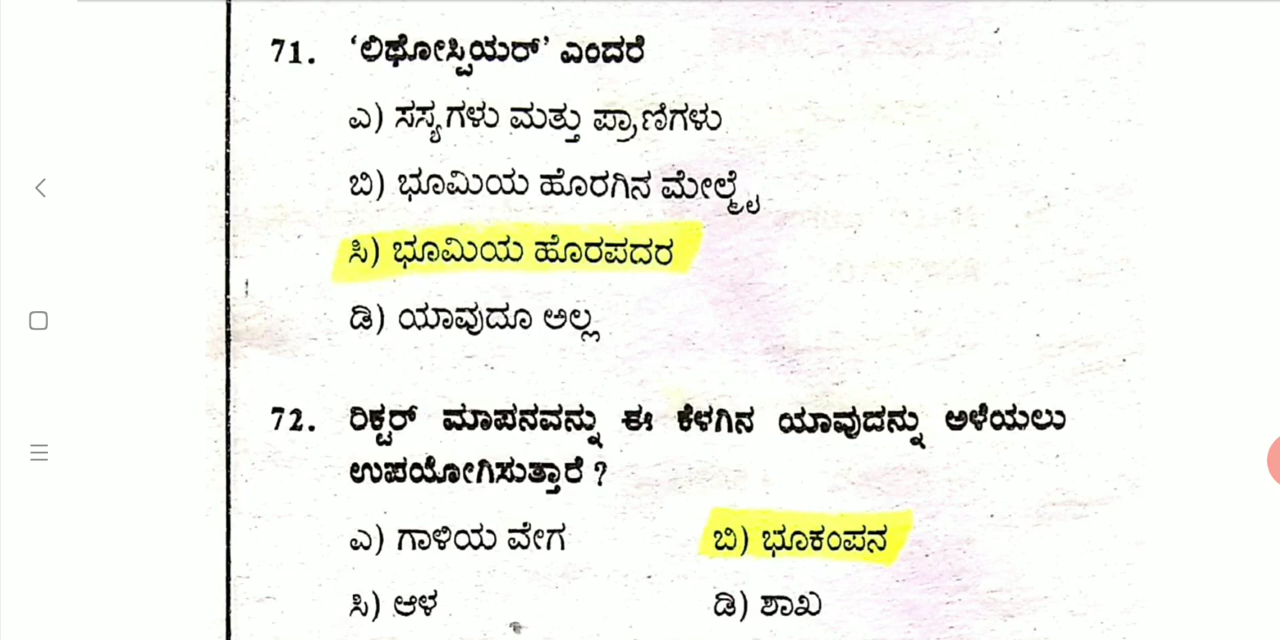 71. ‘ಲಿಥೋಸ್ಪಿಯರ್’ ಎಂದರೆ
ಎ) ಸಸ್ಯಗಳು ಮತ್ತು ಪ್ರಾಣಿಗಳು
ಬಿ) ಭೂಮಿಯ ಹೊರಗಿನ ಮೇಲ್ಮೈ
ಸಿ) ಭೂಮಿಯ ಹೊರಪದರ
ಡಿ) ಯಾವುದೂ ಅಲ್ಲ
72. ರಿಕ್ಟರ್ ಮಾಪನವನ್ನು ಈ ಕೆಳಗಿನ ಯಾವುದನ್ನು ಅಳೆಯಲು
ಉಪಯೋಗಿಸುತ್ತಾರೆ ?
ಎ) ಗಾಳಿಯ ವೇಗ ಬಿ) ಭೂಕಂಪನ
ಸಿ) ಆಳ ಡಿ) ಶಾಖ